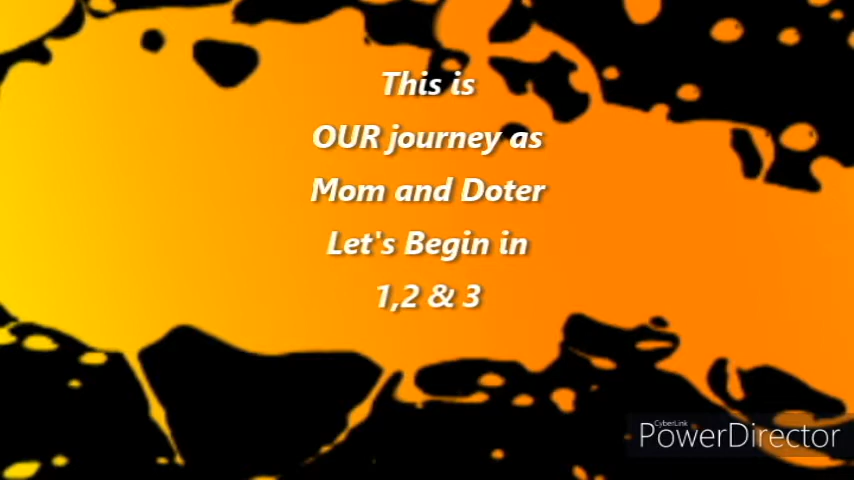 This is
OUR journey as
Mom and Doter
Let's Begin in
1,2 & 3
CyberLink
PowerDirector